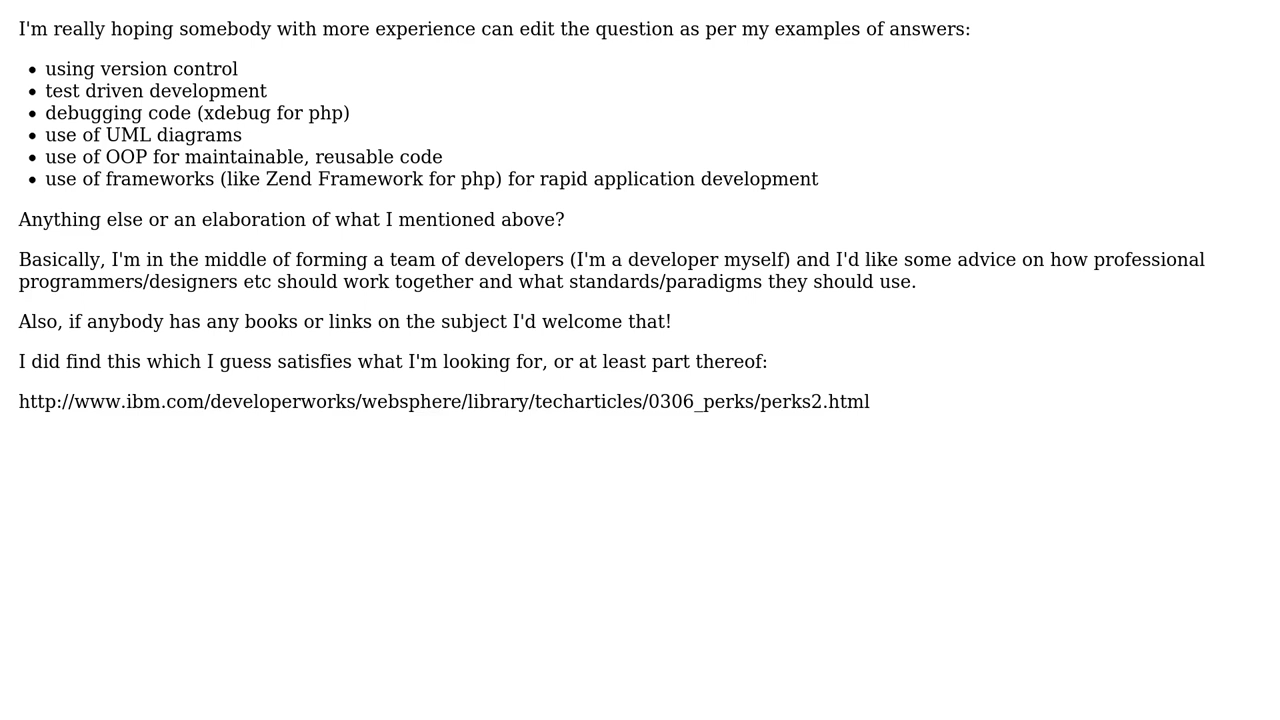 I'm really hoping somebody with more experience can edit the question as per my examples of answers:
• using version control
• test driven development
• debugging code (xdebug for php)
• use of UML diagrams
• use of OOP for maintainable, reusable code
• use of frameworks (like Zend Framework for php) for rapid application development
Anything else or an elaboration of what I mentioned above?
Basically, I'm in the middle of forming a team of developers (I'm a developer myself) and I'd like some advice on how professional
programmers/designers etc should work together and what standards/paradigms they should use.
Also, if anybody has any books or links on the subject I'd welcome that!
I did find this which I guess satisfies what I'm looking for, or at least part thereof:
http://www.ibm.com/developerworks/websphere/library/techarticles/0306_perks/perks2.html